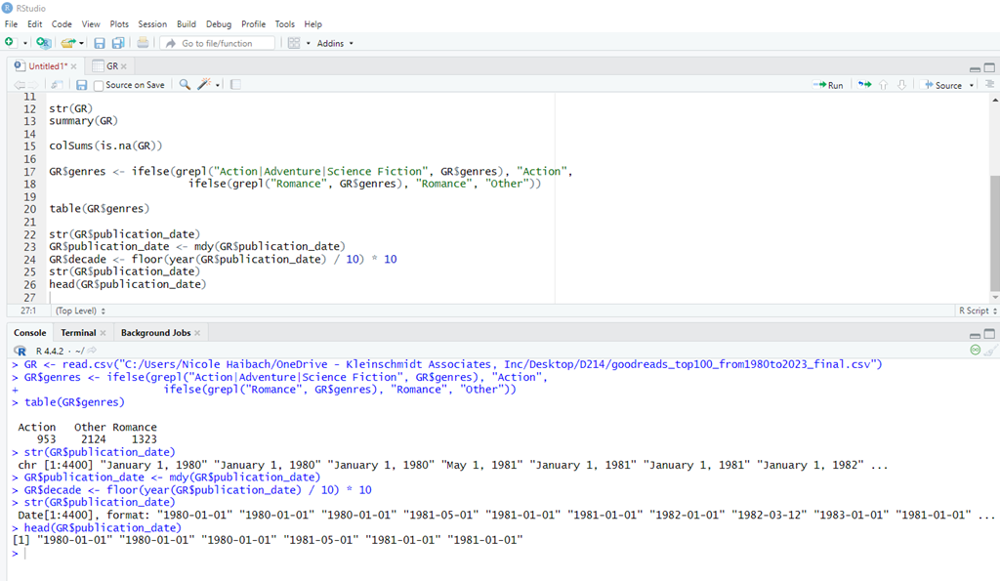 RStudio
File Edit Code View Plots Session Build Debug Profile Tools Help
Go to file/function Addins
Untitled1* GR
Source on Save Run Source
11
12 str(GR)
13 summary(GR)
14
15 colSums(is.na(GR))
16
17 GR$genres <- ifelse(grepl("Action|Adventure|Science Fiction", GR$genres), "Action",
18 ifelse(grepl("Romance", GR$genres), "Romance", "Other"))
19
20 table(GR$genres)
21
22 str(GR$publication_date)
23 GR$publication_date <- mdy(GR$publication_date)
24 GR$decade <- floor(year(GR$publication_date) / 10) * 10
25 str(GR$publication_date)
26 head(GR$publication_date)
27
27:1 (Top Level) R Script
Console Terminal Background Jobs
R 4.4.2 · ~/
> GR <- read.csv("C:/Users/Nicole Haibach/OneDrive - Kleinschmidt Associates, Inc/Desktop/D214/goodreads_top100_from1980to2023_final.csv")
> GR$genres <- ifelse(grepl("Action|Adventure|Science Fiction", GR$genres), "Action",
+ ifelse(grepl("Romance", GR$genres), "Romance", "Other"))
> table(GR$genres)
Action Other Romance
953 2124 1323
> str(GR$publication_date)
chr [1:4400] "January 1, 1980" "January 1, 1980" "January 1, 1980" "May 1, 1981" "January 1, 1981" "January 1, 1981" "January 1, 1982" ...
> GR$publication_date <- mdy(GR$publication_date)
> GR$decade <- floor(year(GR$publication_date) / 10) * 10
> str(GR$publication_date)
Date[1:4400], format: "1980-01-01" "1980-01-01" "1980-01-01" "1981-05-01" "1981-01-01" "1981-01-01" "1982-01-01" "1982-03-12" "1983-01-01" "1981-01-01" ...
> head(GR$publication_date)
[1] "1980-01-01" "1980-01-01" "1980-01-01" "1981-05-01" "1981-01-01" "1981-01-01"
>